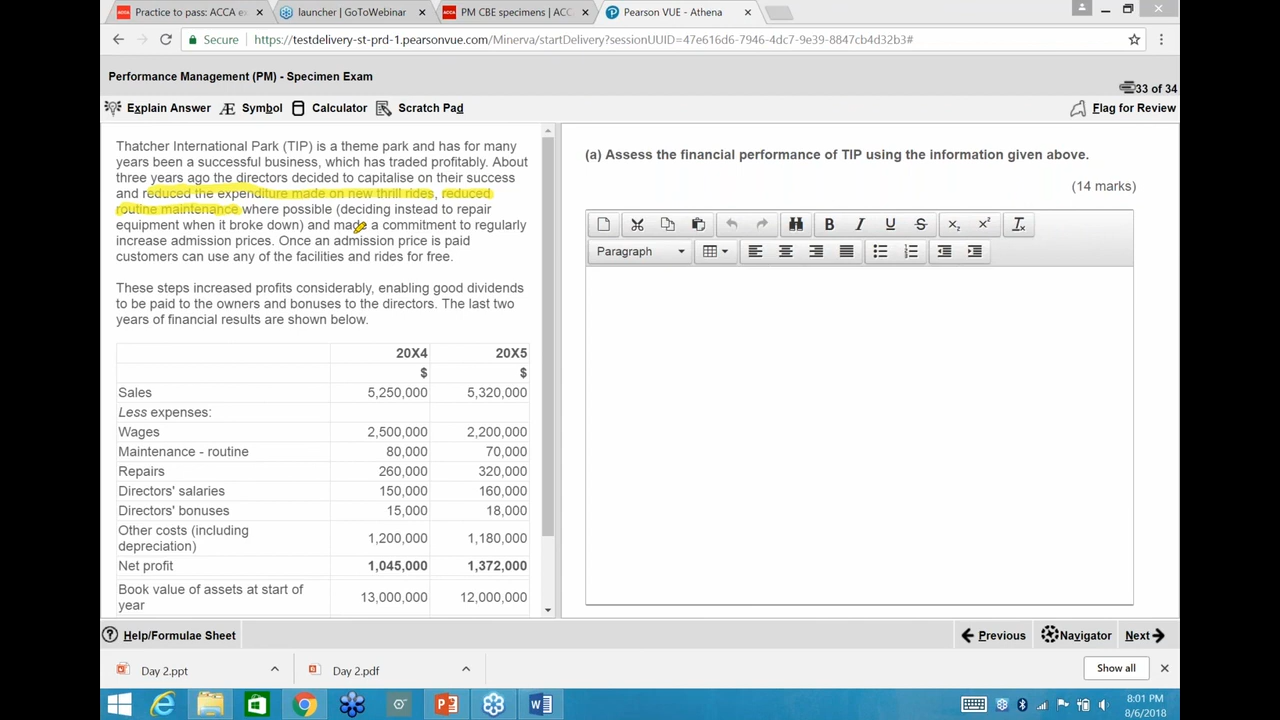 Practice to pass: ACCA ex
launcher | GoToWebinar
PM CBE specimens | ACC
Pearson VUE - Athena
Secure
https://testdelivery-st-prd-1.pearsonvue.com/Minerva/startDelivery?sessionUUID=47e616d6-7946-4dc7-9e39-8847cb4d32b3#
Performance Management (PM) - Specimen Exam
33 of 34
Explain Answer
Symbol
Calculator
Scratch Pad
Flag for Review
Thatcher International Park (TIP) is a theme park and has for many
years been a successful business, which has traded profitably. About
three years ago the directors decided to capitalise on their success
and reduced the expenditure made on new thrill rides, reduced
routine maintenance where possible (deciding instead to repair
equipment when it broke down) and made a commitment to regularly
increase admission prices. Once an admission price is paid
customers can use any of the facilities and rides for free.
These steps increased profits considerably, enabling good dividends
to be paid to the owners and bonuses to the directors. The last two
years of financial results are shown below.
20X4 20X5
$ $
Sales 5,250,000 5,320,000
Less expenses:
Wages 2,500,000 2,200,000
Maintenance - routine 80,000 70,000
Repairs 260,000 320,000
Directors' salaries 150,000 160,000
Directors' bonuses 15,000 18,000
Other costs (including
depreciation) 1,200,000 1,180,000
Net profit 1,045,000 1,372,000
Book value of assets at start of
year 13,000,000 12,000,000
(a) Assess the financial performance of TIP using the information given above.
(14 marks)
Paragraph
Help/Formulae Sheet
Previous
Navigator
Next
Day 2.ppt
Day 2.pdf
Show all
8:01 PM
8/6/2018